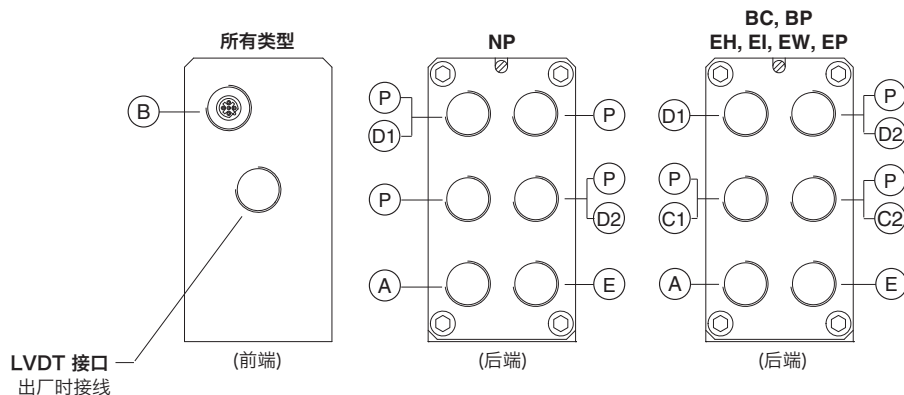 所有类型
B
LVDT 接口
出厂时接线
(前端)
NP
P
D1
P
P
P
D2
A
E
(后端)
BC, BP
EH, EI, EW, EP
D1
P
D2
P
C1
P
C2
A
E
(后端)